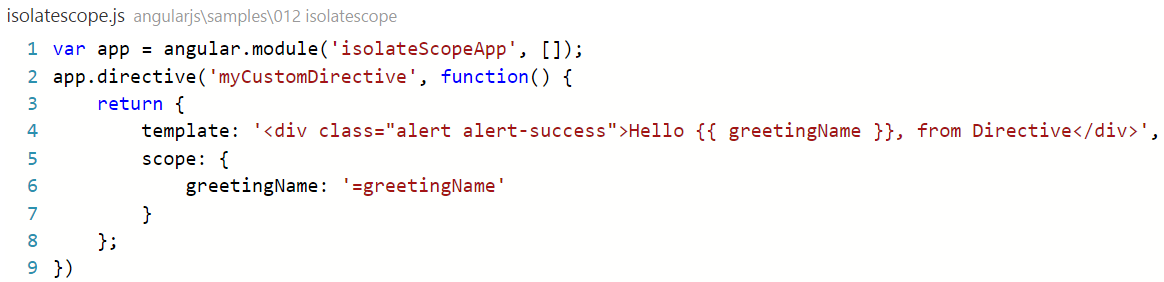 isolatescope.js angularjs\samples\012 isolatescope
1 var app = angular.module('isolateScopeApp', []);
2 app.directive('myCustomDirective', function() {
3     return {
4         template: '<div class="alert alert-success">Hello {{ greetingName }}, from Directive</div>',
5         scope: {
6             greetingName: '=greetingName'
7         }
8     };
9 })